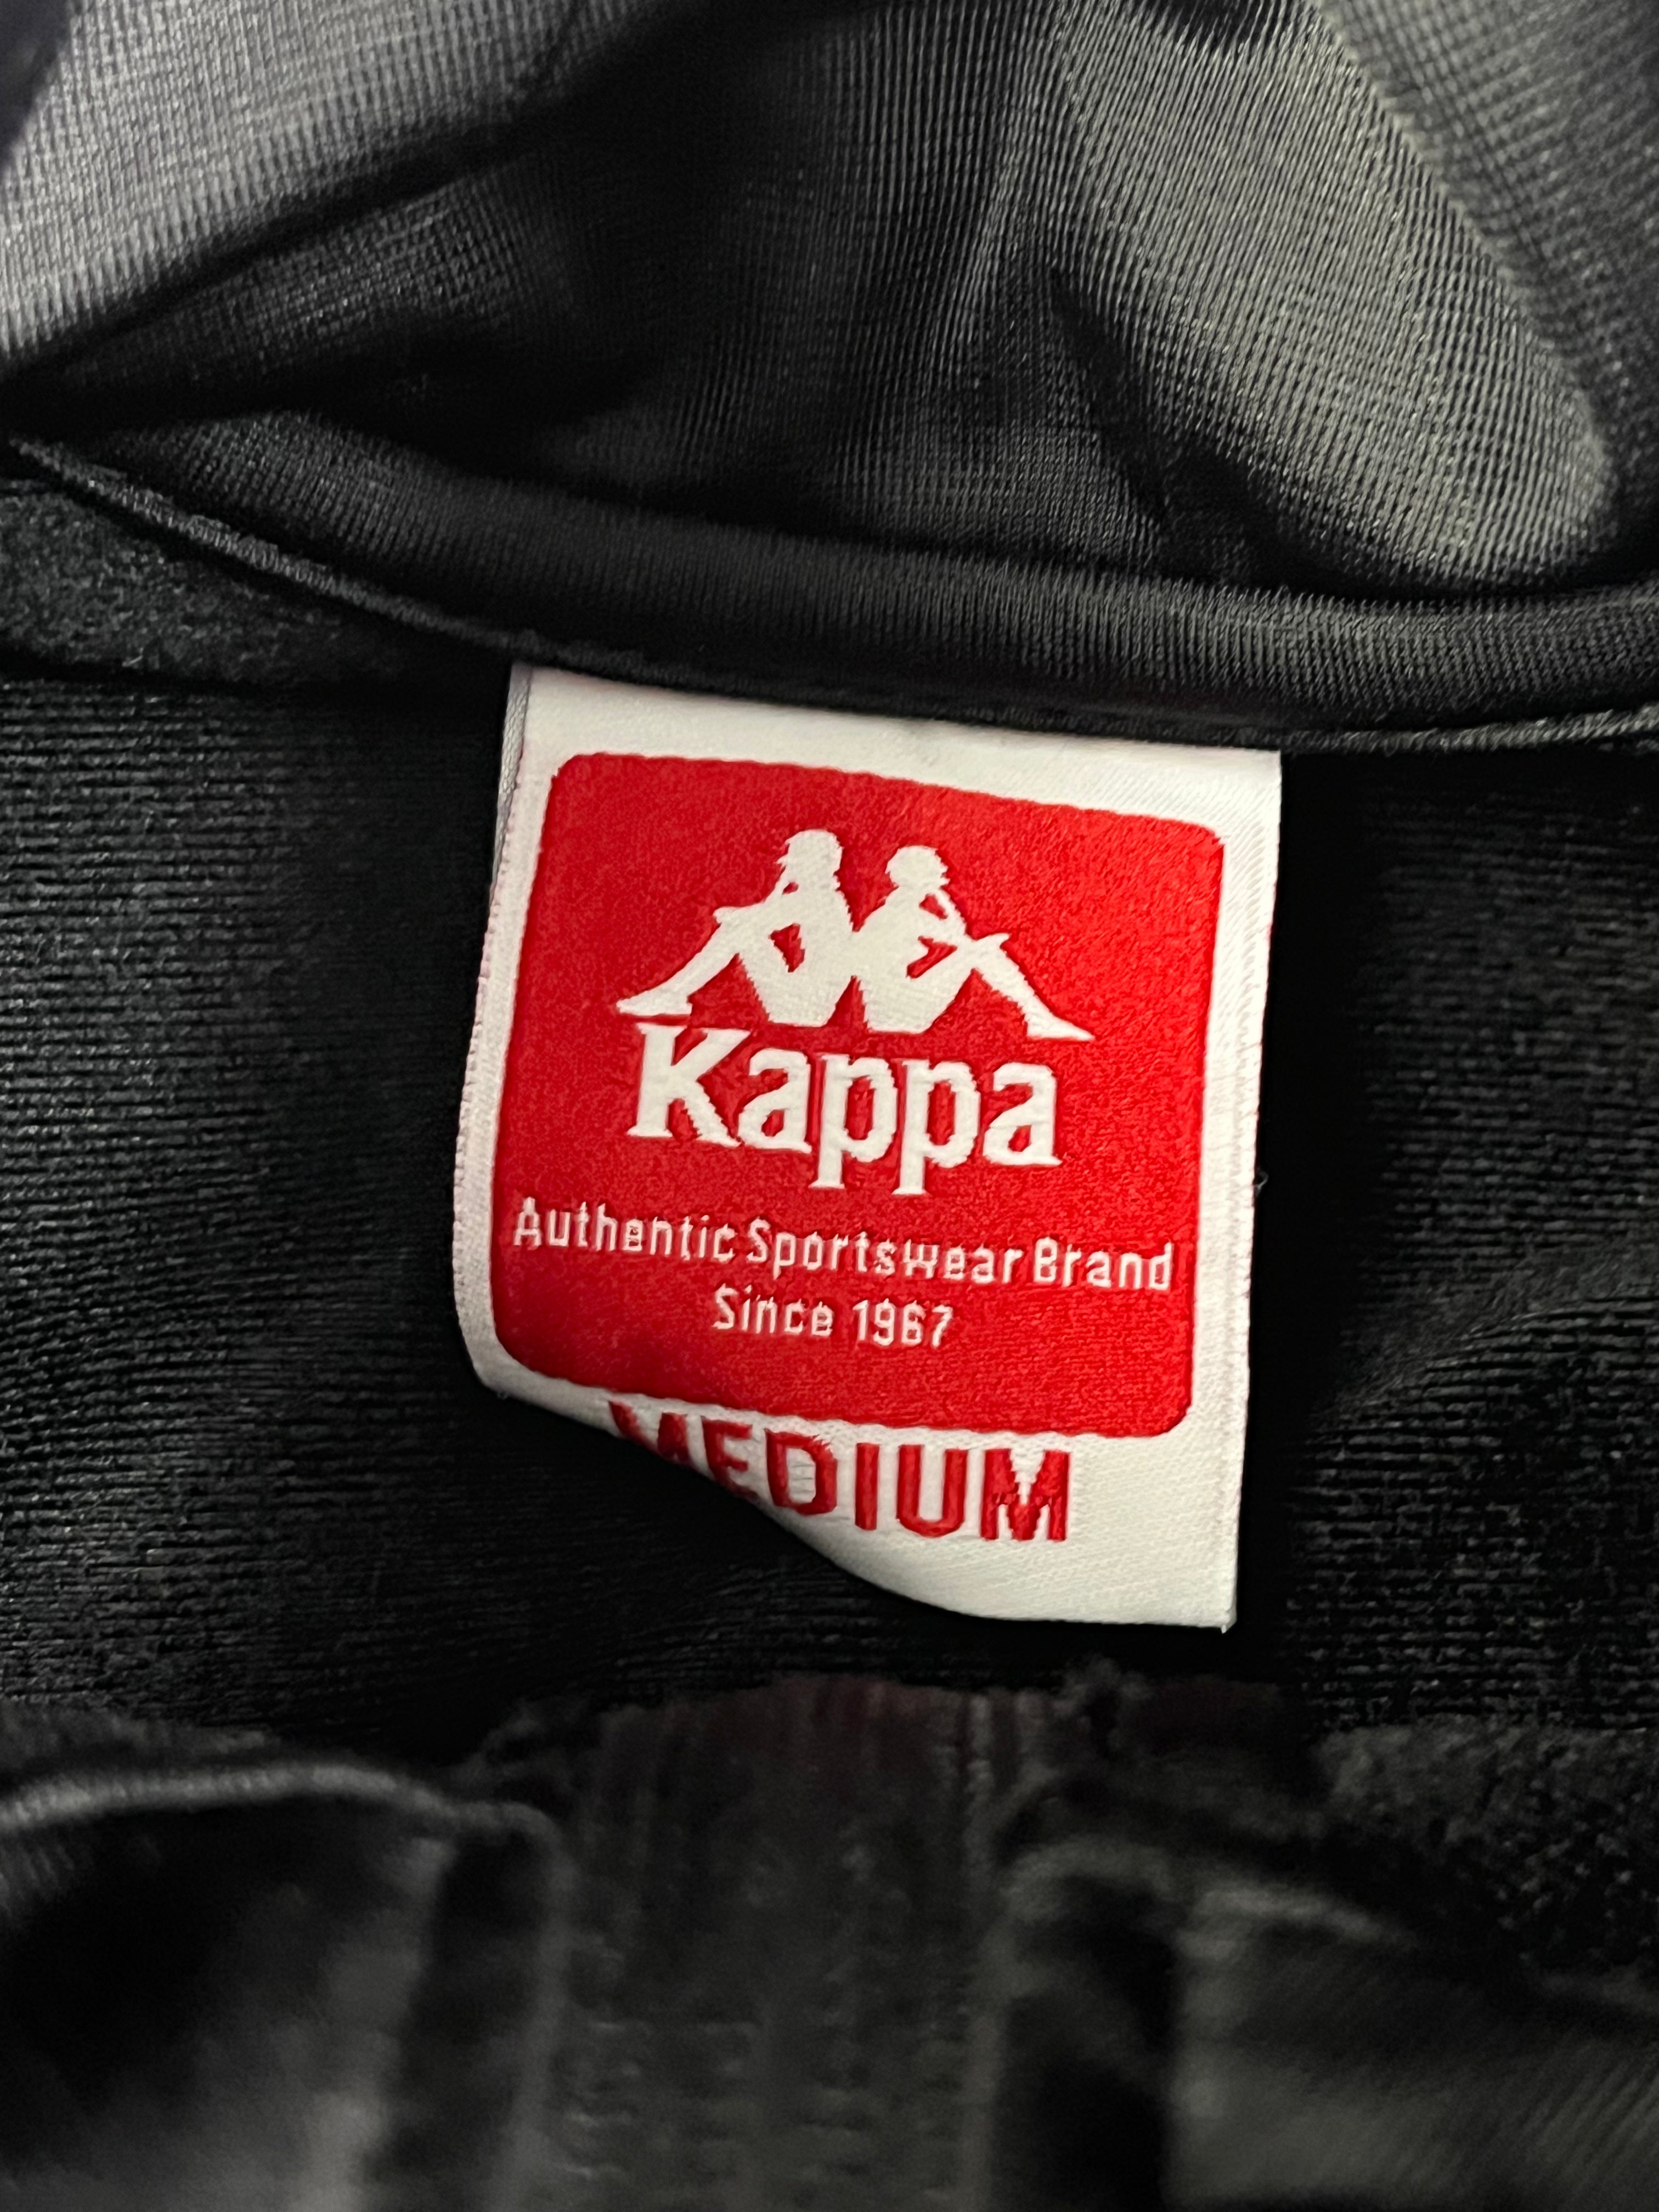 Kappa
Authentic Sportswear Brand
Since 1967
MEDIUM